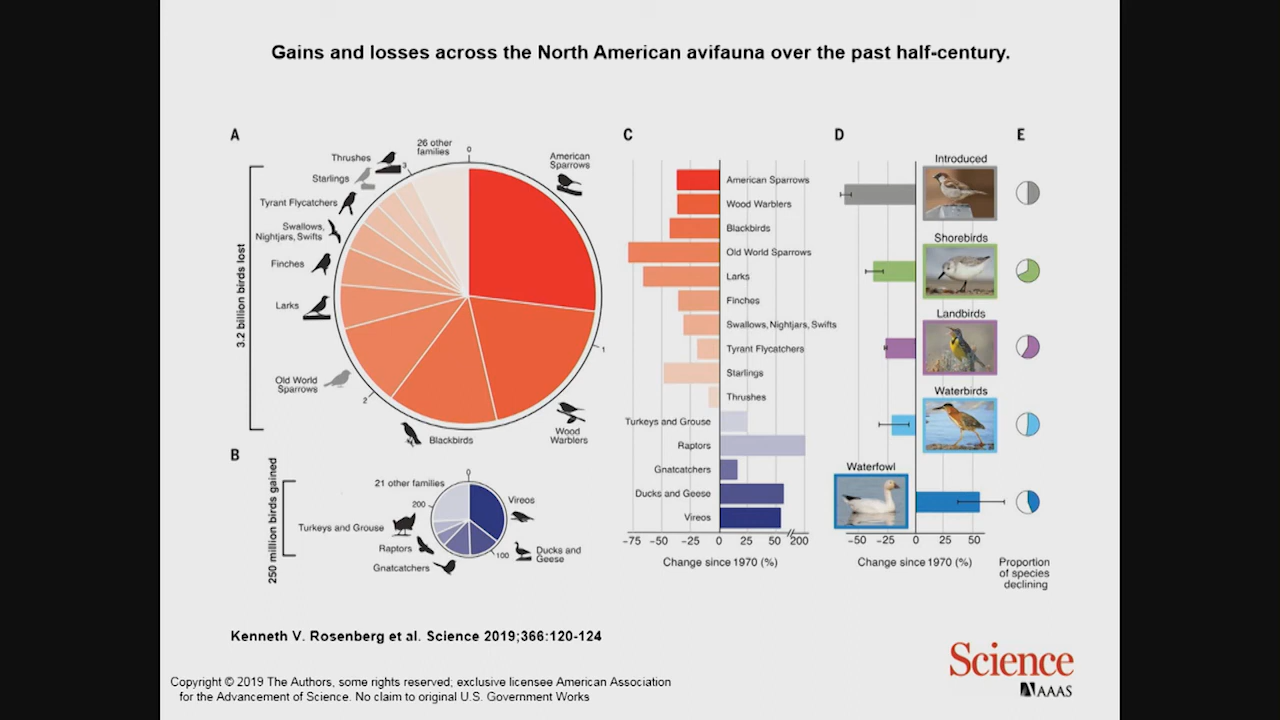 Gains and losses across the North American avifauna over the past half-century.
A
3.2 billion birds lost
0
1
2
3
American
Sparrows
Wood
Warblers
Blackbirds
Old World
Sparrows
Larks
Finches
Swallows,
Nightjars, Swifts
Tyrant Flycatchers
Starlings
Thrushes
26 other
families
B
250 million birds gained
0
100
200
Vireos
Ducks and
Geese
Gnatcatchers
Raptors
Turkeys and Grouse
21 other families
C
American Sparrows
Wood Warblers
Blackbirds
Old World Sparrows
Larks
Finches
Swallows, Nightjars, Swifts
Tyrant Flycatchers
Starlings
Thrushes
Turkeys and Grouse
Raptors
Gnatcatchers
Ducks and Geese
Vireos
−75 −50 −25 0 25 50 200
Change since 1970 (%)
D
Introduced
Shorebirds
Landbirds
Waterbirds
Waterfowl
−50 −25 0 25 50
Change since 1970 (%)
E
Proportion
of species
declining
Kenneth V. Rosenberg et al. Science 2019;366:120-124
Copyright © 2019 The Authors, some rights reserved; exclusive licensee American Association
for the Advancement of Science. No claim to original U.S. Government Works
Science
AAAS